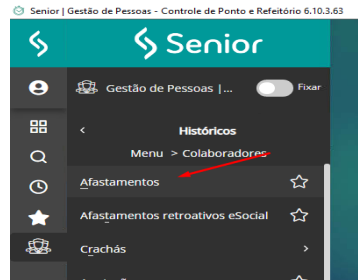 Senior | Gestão de Pessoas - Controle de Ponto e Refeitório 6.10.3.63
Senior
Gestão de Pessoas |...
Fixar
Históricos
Menu > Colaboradores
Afastamentos
Afastamentos retroativos eSocial
Crachás